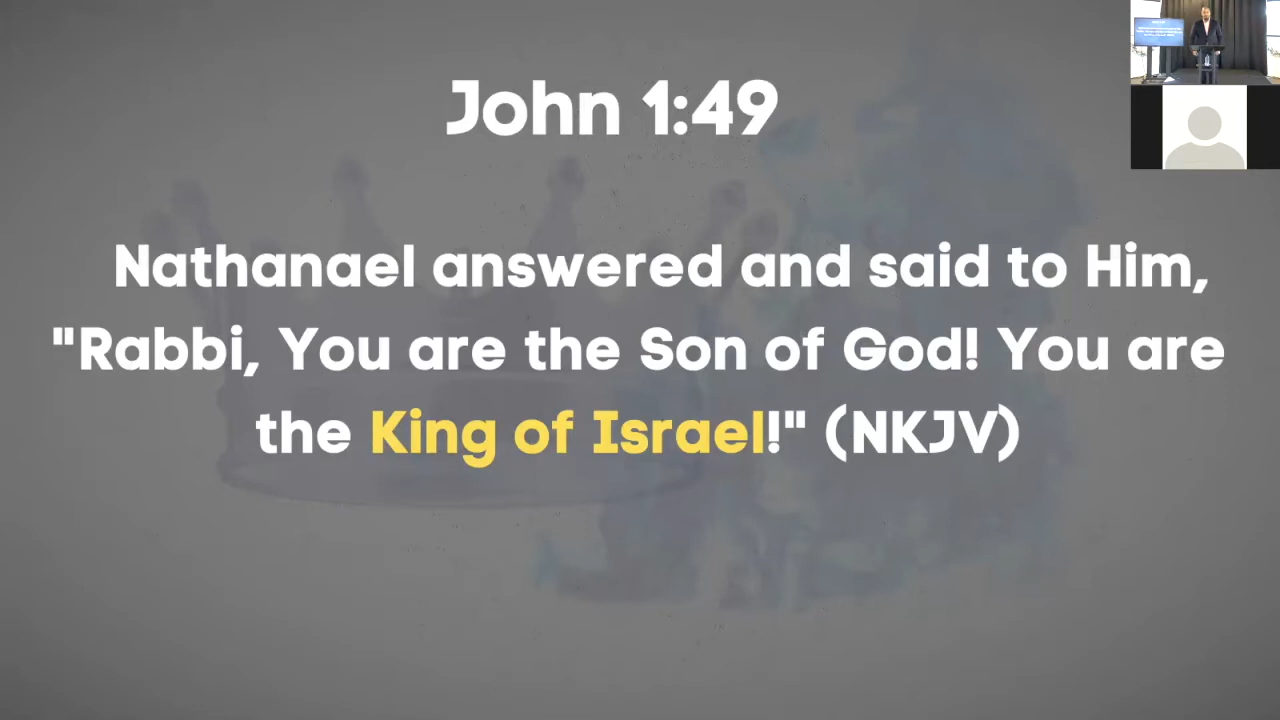 John 1:49
Nathanael answered and said to Him,
"Rabbi, You are the Son of God! You are
the King of Israel!" (NKJV)